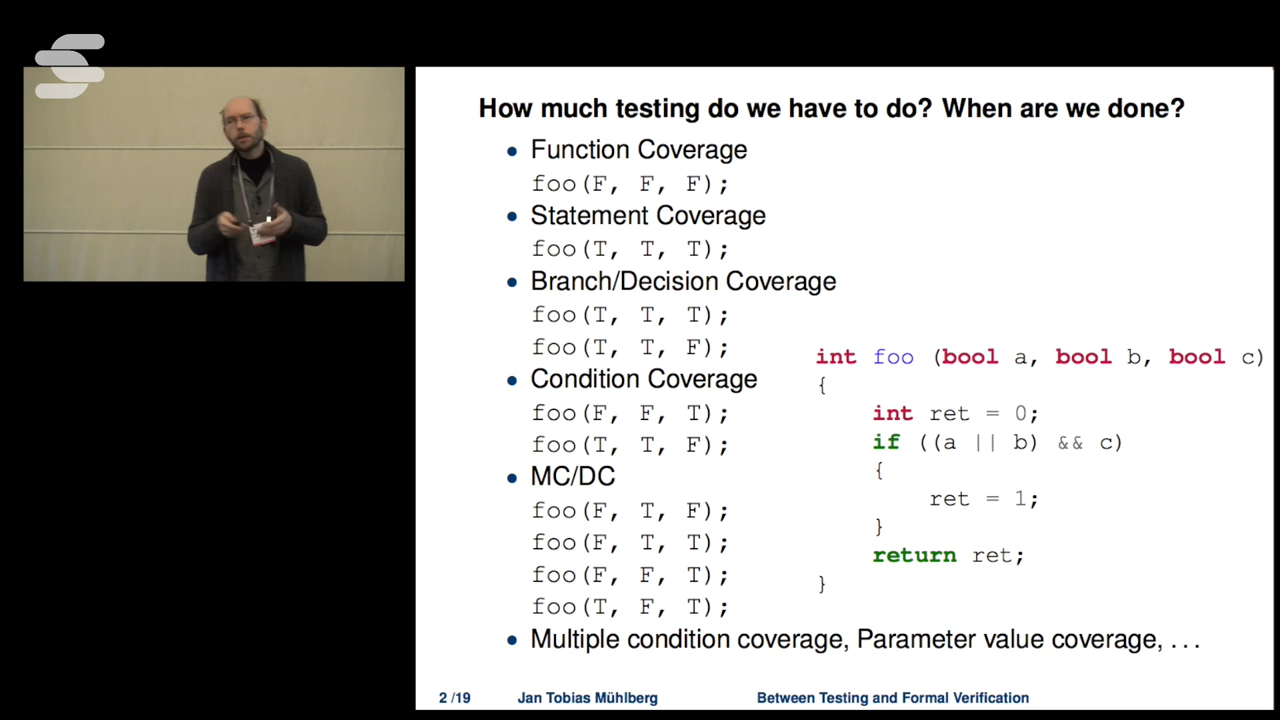 How much testing do we have to do? When are we done?
• Function Coverage
foo(F, F, F);
• Statement Coverage
foo(T, T, T);
• Branch/Decision Coverage
foo(T, T, T);
foo(T, T, F);
• Condition Coverage
foo(F, F, T);
foo(T, T, F);
• MC/DC
foo(F, T, F);
foo(F, T, T);
foo(F, F, T);
foo(T, F, T);
• Multiple condition coverage, Parameter value coverage, ...
int foo (bool a, bool b, bool c)
{
int ret = 0;
if ((a || b) && c)
{
ret = 1;
}
return ret;
}
2 /19 Jan Tobias Mühlberg Between Testing and Formal Verification